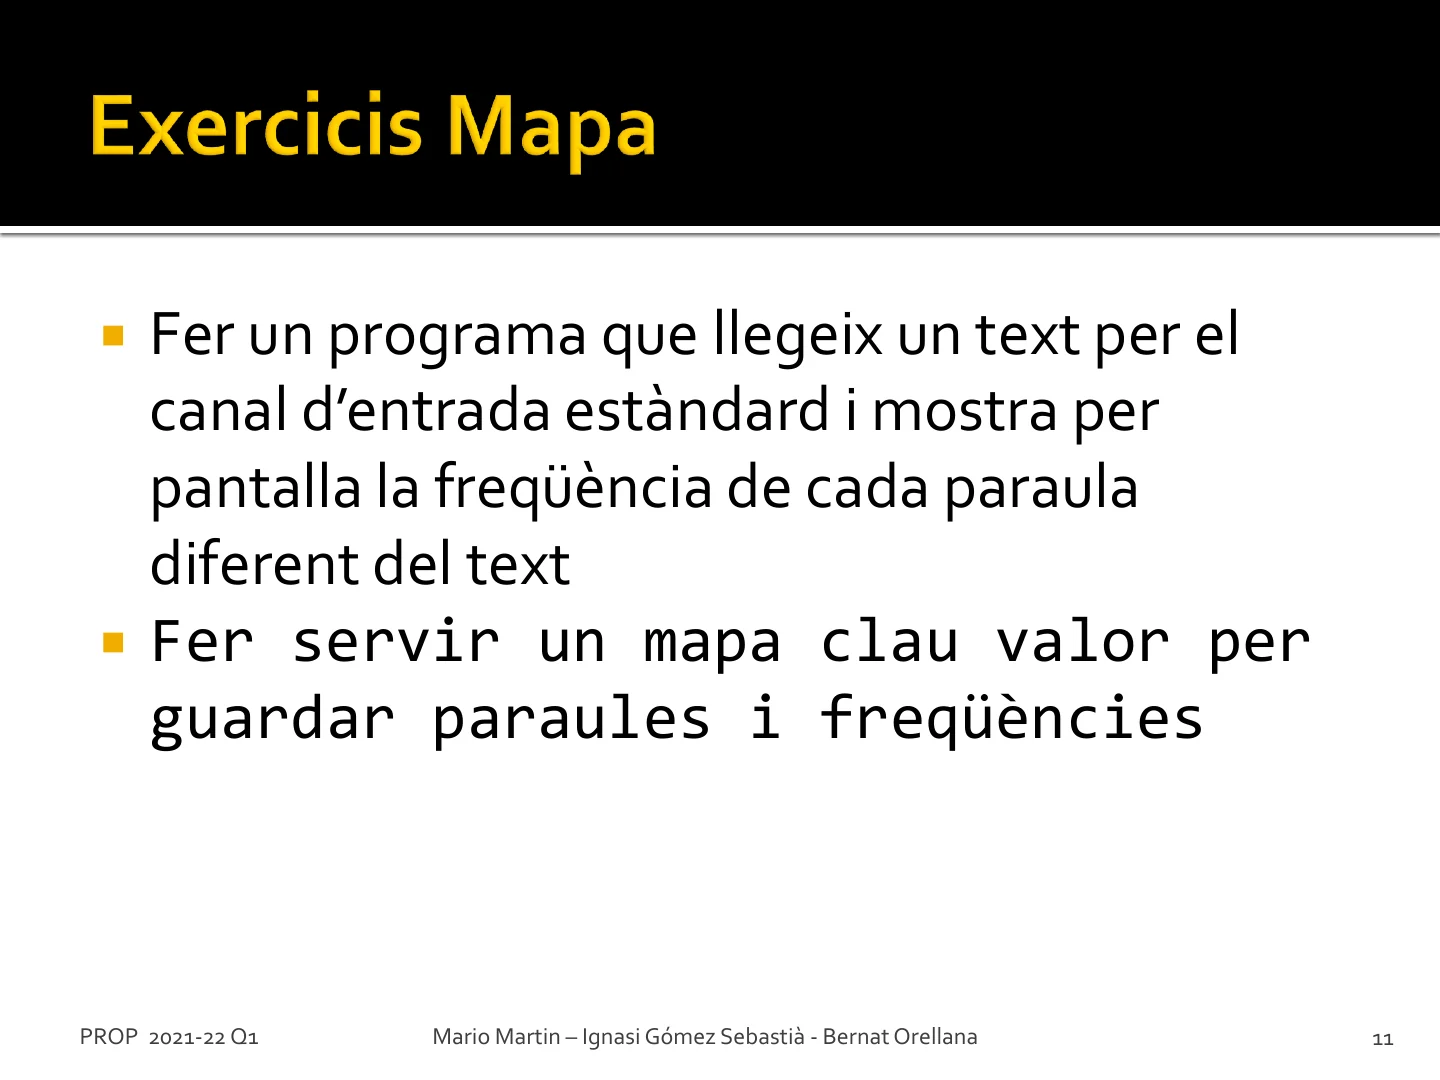 Exercicis Mapa
Fer un programa que llegeix un text per el
canal d’entrada estàndard i mostra per
pantalla la freqüència de cada paraula
diferent del text
Fer servir un mapa clau valor per
guardar paraules i freqüències
PROP 2021-22 Q1
Mario Martin – Ignasi Gómez Sebastià - Bernat Orellana
11